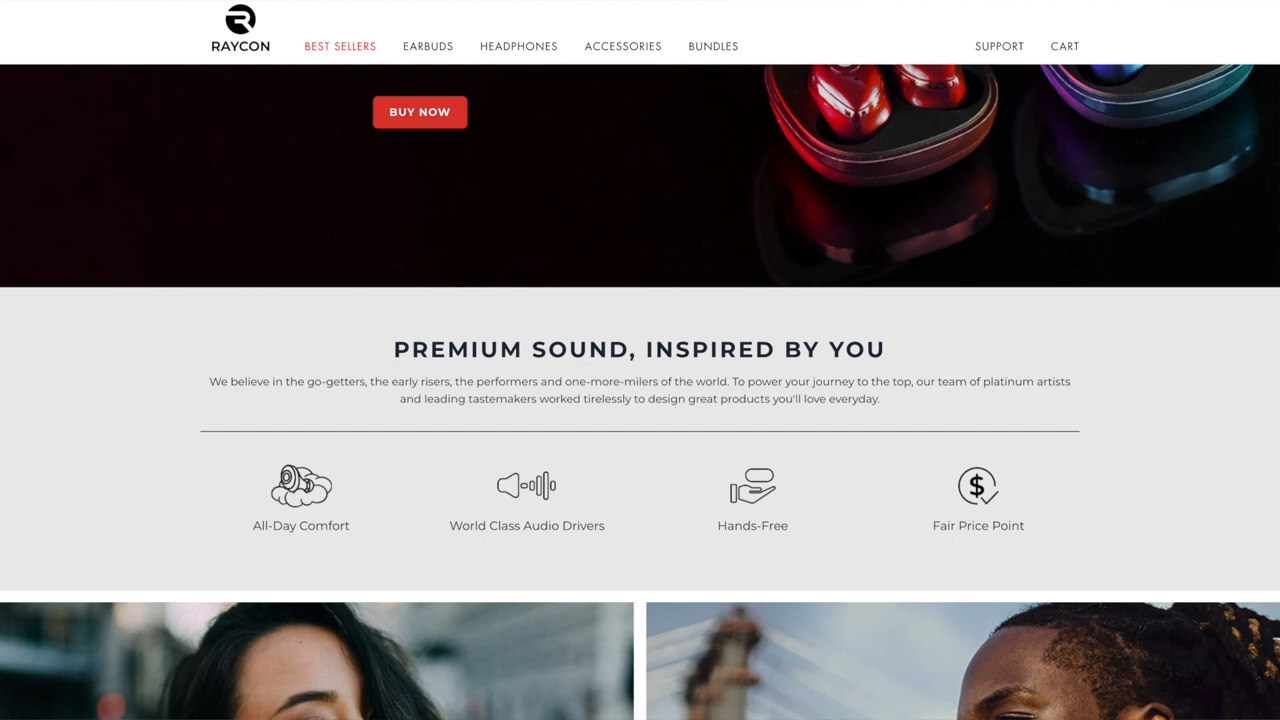 RAYCON
BEST SELLERS
EARBUDS
HEADPHONES
ACCESSORIES
BUNDLES
SUPPORT
CART
BUY NOW
PREMIUM SOUND, INSPIRED BY YOU
We believe in the go-getters, the early risers, the performers and one-more-milers of the world. To power your journey to the top, our team of platinum artists
and leading tastemakers worked tirelessly to design great products you'll love everyday.
$
All-Day Comfort
World Class Audio Drivers
Hands-Free
Fair Price Point